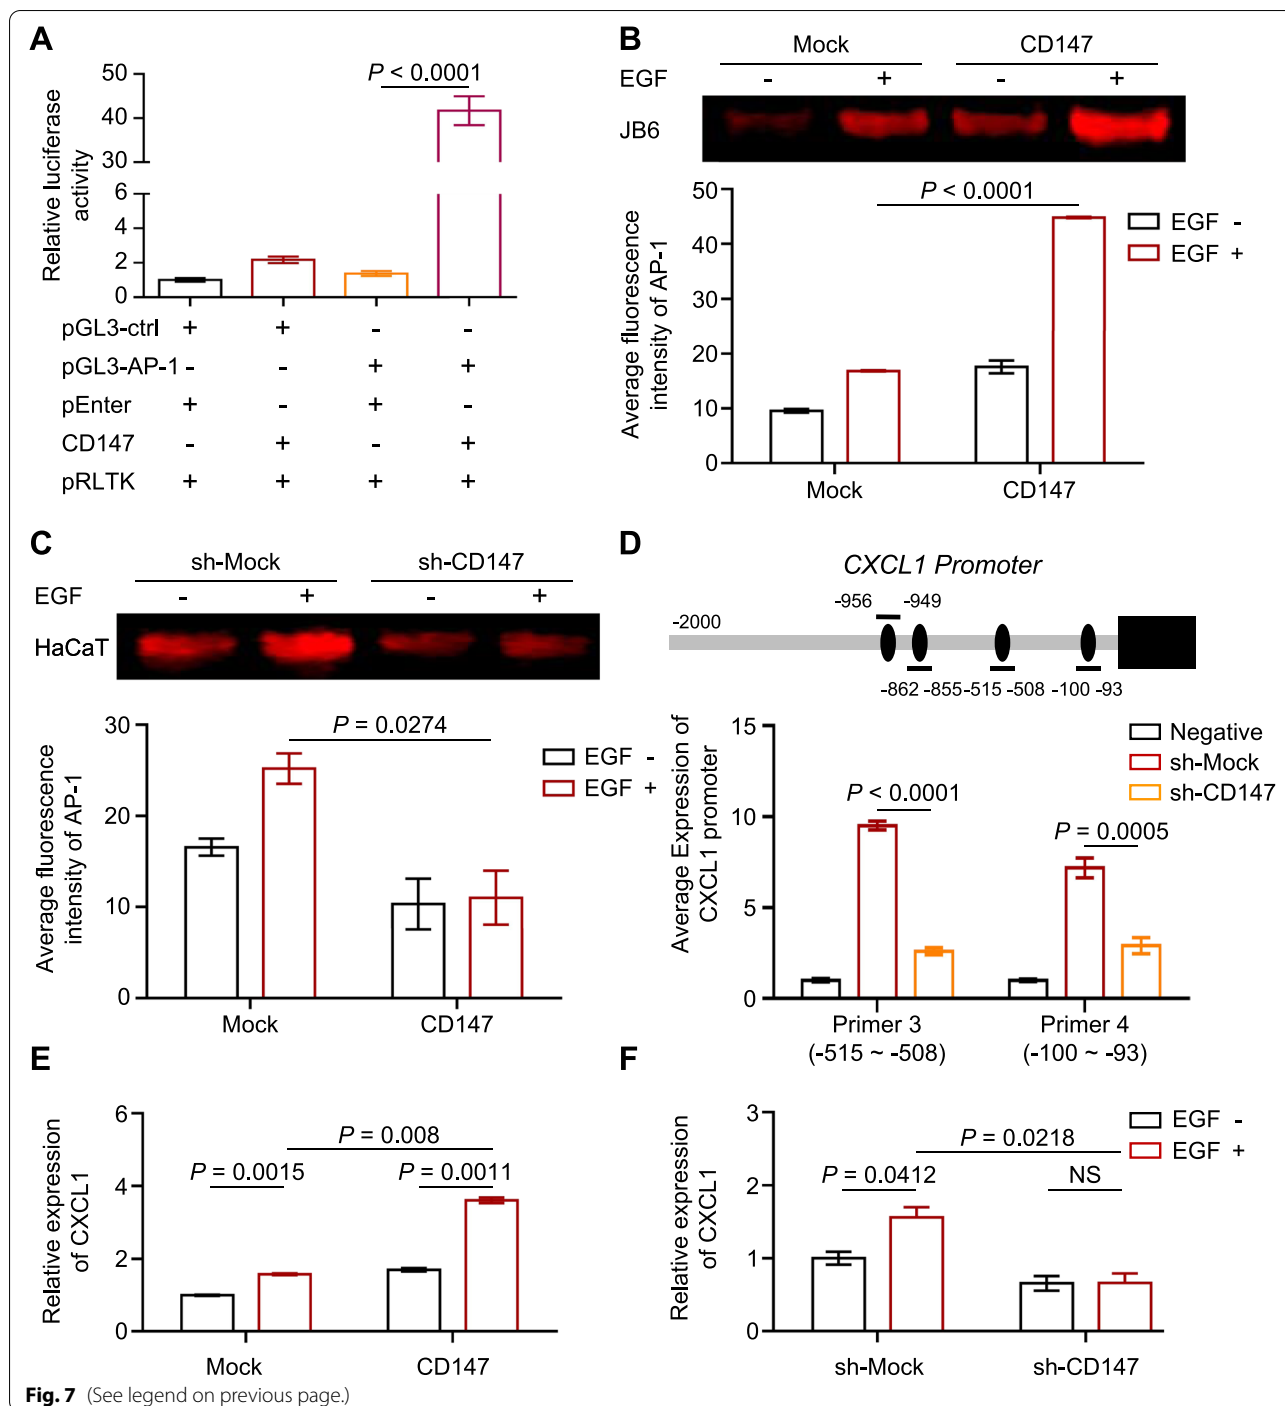 A
P < 0.0001
Relative luciferase
activity
50
40
30
6
4
2
0
pGL3-ctrl + + - -
pGL3-AP-1 - - + +
pEnter + - + -
CD147 - + - +
pRLTK + + + +
B
Mock CD147
EGF - + - +
JB6
P < 0.0001
Average fluorescence
intensity of AP-1
50
40
30
20
10
0
Mock CD147
EGF -
EGF +
C
sh-Mock sh-CD147
EGF - + - +
HaCaT
P = 0.0274
Average fluorescence
intensity of AP-1
30
20
10
0
Mock CD147
EGF -
EGF +
D
CXCL1 Promoter
-956 -949
-2000
-862 -855 -515 -508 -100 -93
Average Expression of
CXCL1 promoter
15
10
5
0
Negative
sh-Mock
sh-CD147
P < 0.0001
P = 0.0005
Primer 3 Primer 4
(-515 ~ -508) (-100 ~ -93)
E
Relative expression
of CXCL1
6
4
2
0
P = 0.008
P = 0.0015 P = 0.0011
Mock CD147
F
Relative expression
of CXCL1
3
2
1
0
P = 0.0218
P = 0.0412 NS
EGF -
EGF +
sh-Mock sh-CD147
Fig. 7 (See legend on previous page.)